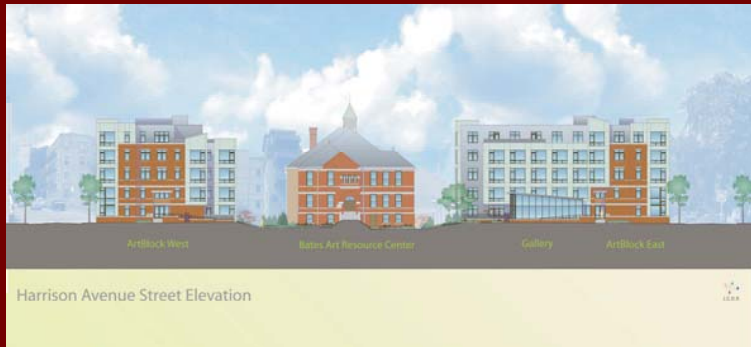 ArtBlock West
Bates Art Resource Center
Gallery
ArtBlock East
Harrison Avenue Street Elevation